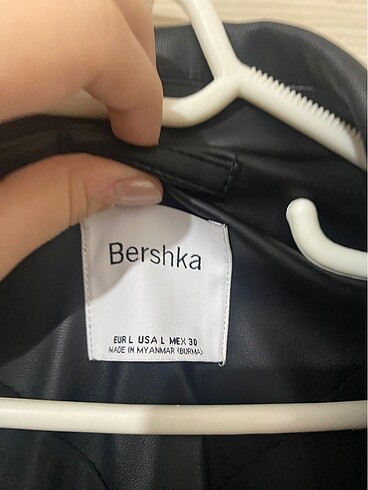 Bershka
EUR L USA L MEX 30
MADE IN MYANMAR (BURMA)